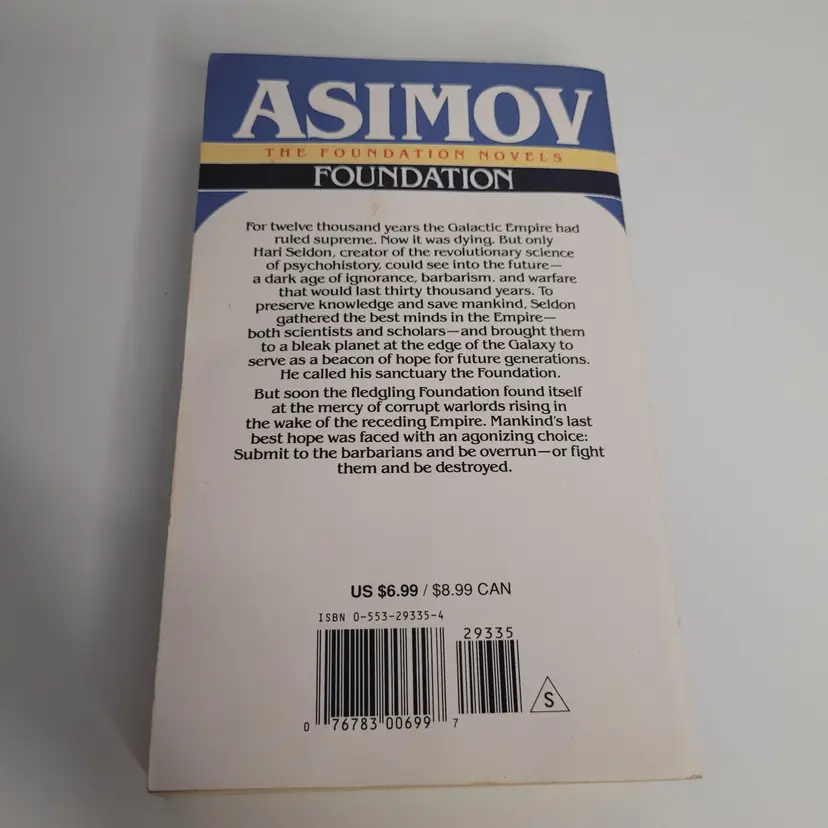 ASIMOV
THE FOUNDATION NOVELS
FOUNDATION
For twelve thousand years the Galactic Empire had
ruled supreme. Now it was dying. But only
Hari Seldon, creator of the revolutionary science
of psychohistory, could see into the future—
a dark age of ignorance, barbarism, and warfare
that would last thirty thousand years. To
preserve knowledge and save mankind, Seldon
gathered the best minds in the Empire—
both scientists and scholars—and brought them
to a bleak planet at the edge of the Galaxy to
serve as a beacon of hope for future generations.
He called his sanctuary the Foundation.
But soon the fledgling Foundation found itself
at the mercy of corrupt warlords rising in
the wake of the receding Empire. Mankind's last
best hope was faced with an agonizing choice:
Submit to the barbarians and be overrun—or fight
them and be destroyed.
US $6.99 / $8.99 CAN
ISBN 0-553-29335-4
29335
0 76783 00699 7
S